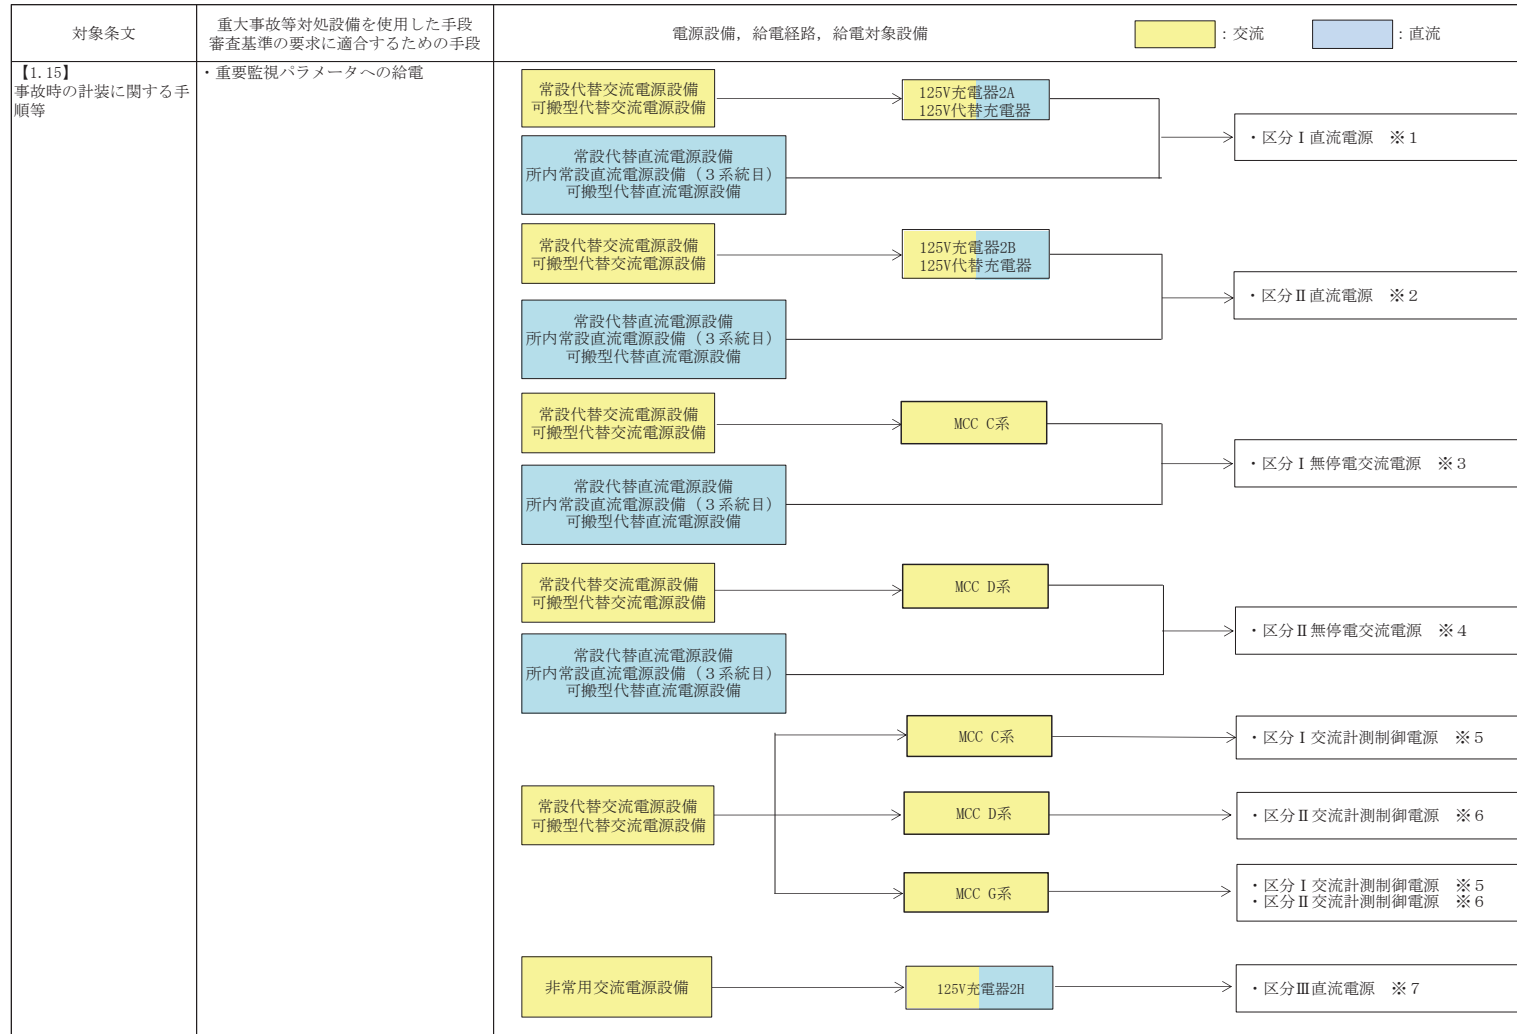 対象条文
重大事故等対処設備を使用した手段
審査基準の要求に適合するための手段
電源設備，給電経路，給電対象設備
：交流
：直流
【1.15】
事故時の計装に関する手
順等
・重要監視パラメータへの給電
常設代替交流電源設備
可搬型代替交流電源設備
125V充電器2A
125V代替充電器
・区分Ⅰ直流電源　※1
常設代替直流電源設備
所内常設直流電源設備（３系統目）
可搬型代替直流電源設備
常設代替交流電源設備
可搬型代替交流電源設備
125V充電器2B
125V代替充電器
・区分Ⅱ直流電源　※2
常設代替直流電源設備
所内常設直流電源設備（３系統目）
可搬型代替直流電源設備
常設代替交流電源設備
可搬型代替交流電源設備
MCC C系
・区分Ⅰ無停電交流電源　※3
常設代替直流電源設備
所内常設直流電源設備（３系統目）
可搬型代替直流電源設備
常設代替交流電源設備
可搬型代替交流電源設備
MCC D系
・区分Ⅱ無停電交流電源　※4
常設代替直流電源設備
所内常設直流電源設備（３系統目）
可搬型代替直流電源設備
MCC C系
・区分Ⅰ交流計測制御電源　※5
常設代替交流電源設備
可搬型代替交流電源設備
MCC D系
・区分Ⅱ交流計測制御電源　※6
MCC G系
・区分Ⅰ交流計測制御電源　※5
・区分Ⅱ交流計測制御電源　※6
非常用交流電源設備
125V充電器2H
・区分Ⅲ直流電源　※7